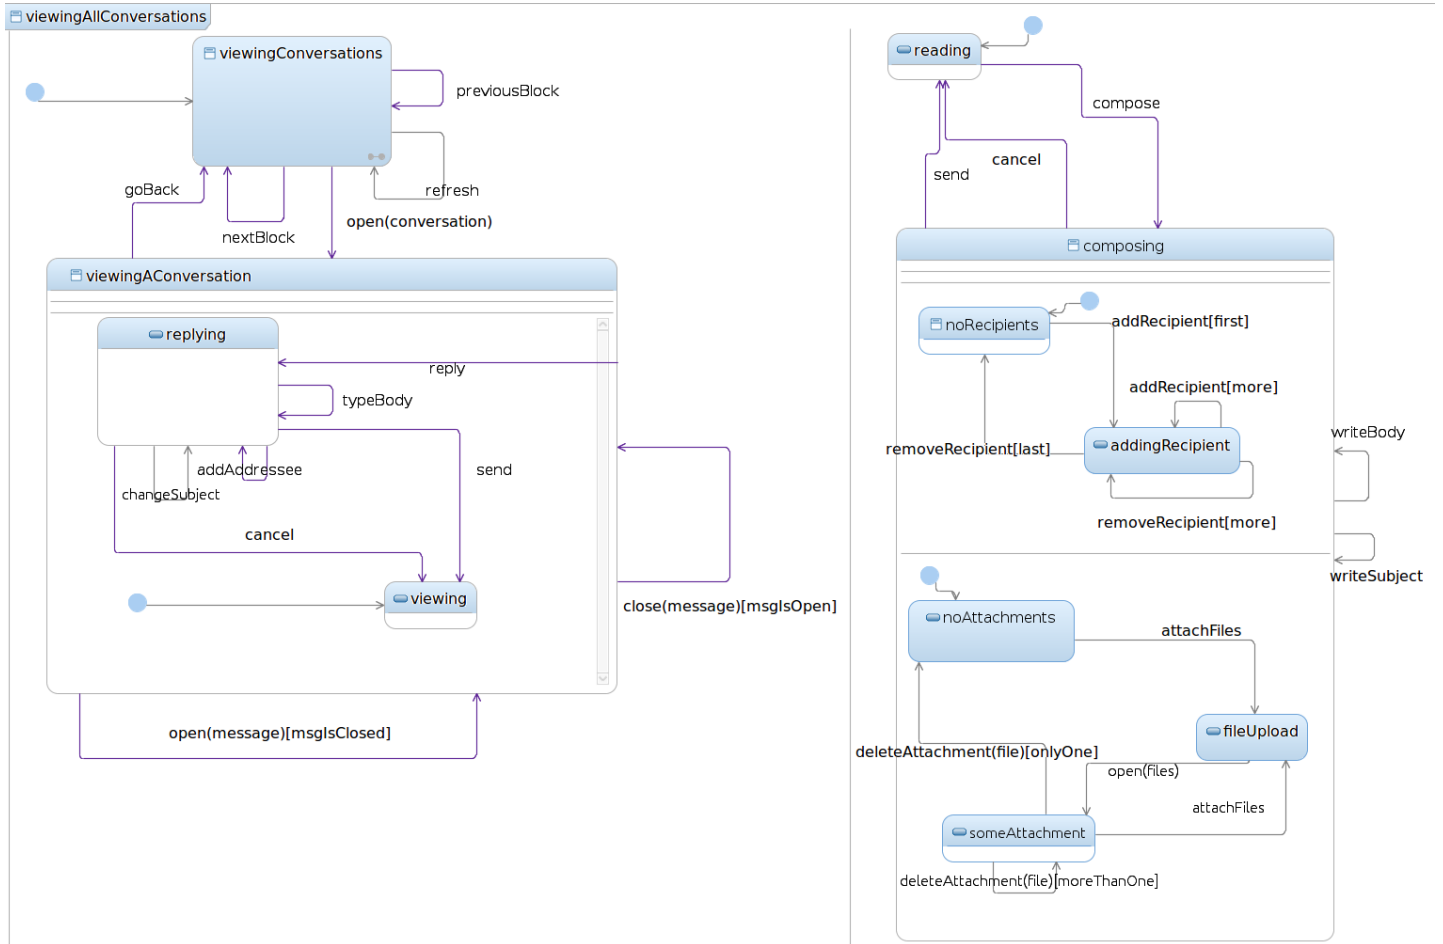 viewingAllConversations
viewingConversations
previousBlock
refresh
goBack
nextBlock
open(conversation)
viewingAConversation
replying
reply
typeBody
addAddressee
changeSubject
send
cancel
viewing
close(message)[msgIsOpen]
open(message)[msgIsClosed]
reading
compose
cancel
send
composing
noRecipients
addRecipient[first]
addRecipient[more]
removeRecipient[last]
addingRecipient
removeRecipient[more]
writeBody
writeSubject
noAttachments
attachFiles
fileUpload
deleteAttachment(file)[onlyOne]
open(files)
attachFiles
someAttachment
deleteAttachment(file)[moreThanOne]